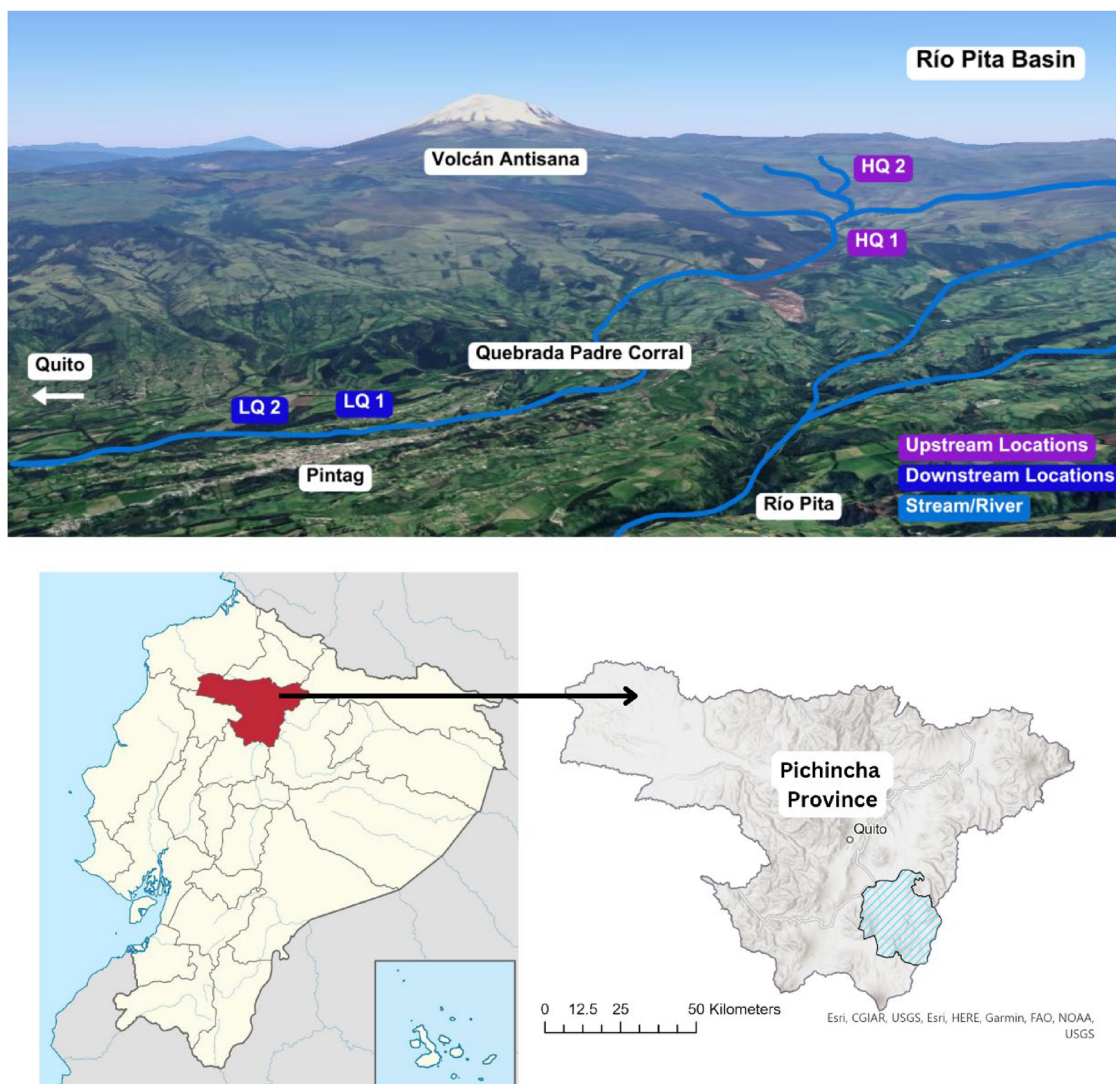 Río Pita Basin
Volcán Antisana
HQ 2
HQ 1
Quebrada Padre Corral
Quito
LQ 2
LQ 1
Pintag
Río Pita
Upstream Locations
Downstream Locations
Stream/River
Pichincha
Province
Quito
0 12.5 25 50 Kilometers
Esri, CGIAR, USGS, Esri, HERE, Garmin, FAO, NOAA,
USGS